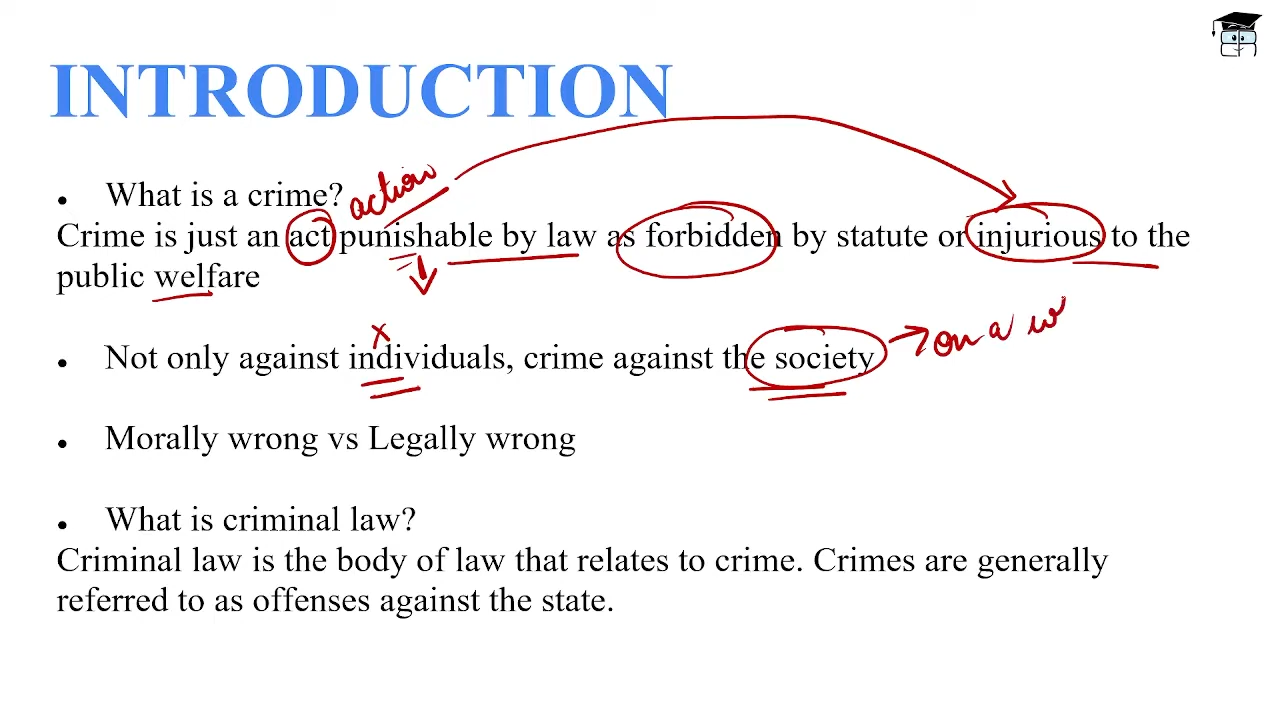 INTRODUCTION
• What is a crime?
action
Crime is just an act punishable by law as forbidden by statute or injurious to the
public welfare
• Not only against individuals, crime against the society
on a w
• Morally wrong vs Legally wrong
• What is criminal law?
Criminal law is the body of law that relates to crime. Crimes are generally
referred to as offenses against the state.